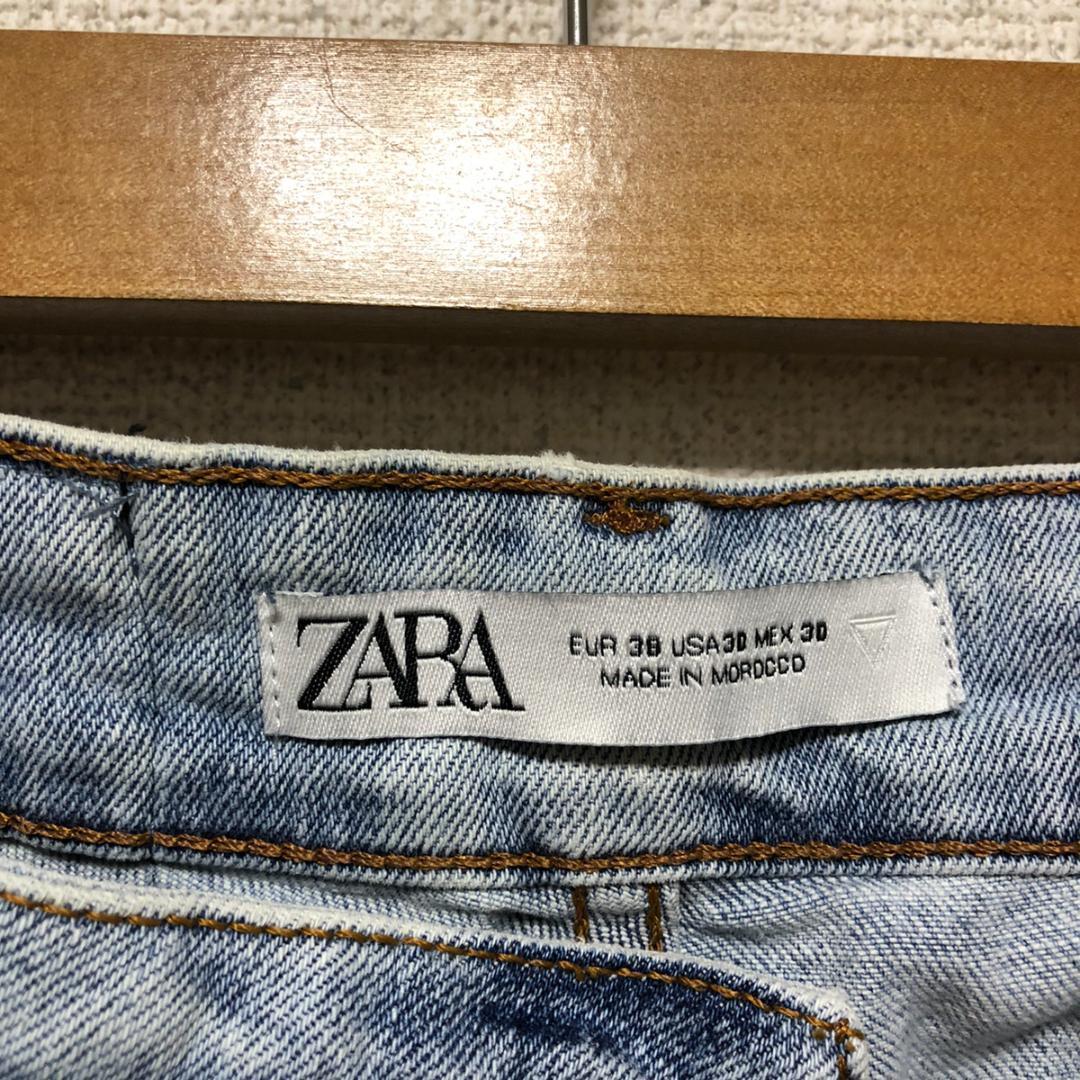 ZARA
EUR 38 USA 30 MEX 30
MADE IN MOROCCO